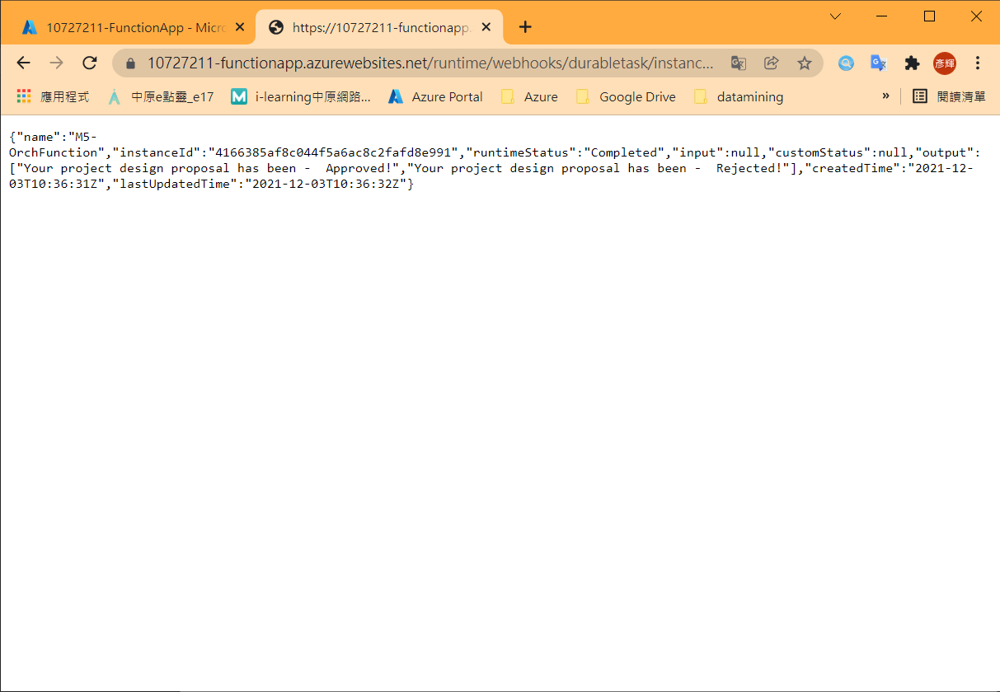 10727211-FunctionApp - Micro
https://10727211-functionapp.
10727211-functionapp.azurewebsites.net/runtime/webhooks/durabletask/instanc...
彥輝
應用程式
中原e點靈_e17
M
i-learning中原網路...
Azure Portal
Azure
Google Drive
datamining
»
閱讀清單
{"name":"M5-
OrchFunction","instanceId":"4166385af8c044f5a6ac8c2fafd8e991","runtimeStatus":"Completed","input":null,"customStatus":null,"output":
["Your project design proposal has been -  Approved!","Your project design proposal has been -  Rejected!"],"createdTime":"2021-12-
03T10:36:31Z","lastUpdatedTime":"2021-12-03T10:36:32Z"}